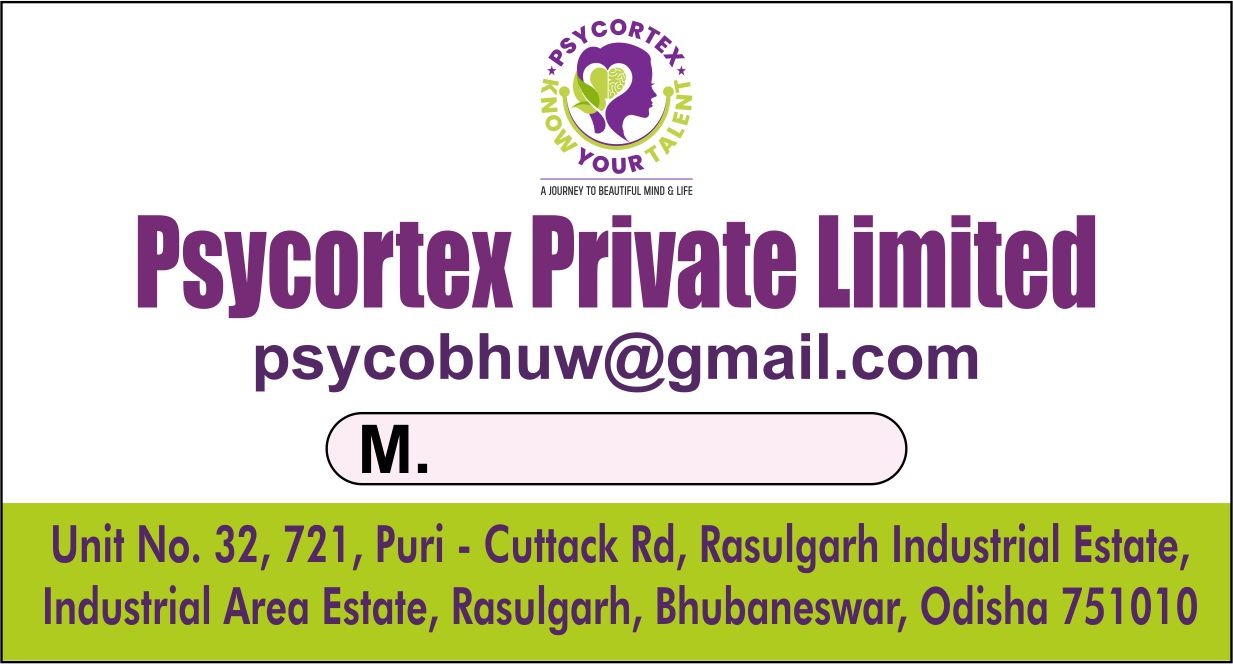 PSYCORTEX
KNOW YOUR TALENT
A JOURNEY TO BEAUTIFUL MIND & LIFE
Psycortex Private Limited
psycobhuw@gmail.com
M.
Unit No. 32, 721, Puri - Cuttack Rd, Rasulgarh Industrial Estate,
Industrial Area Estate, Rasulgarh, Bhubaneswar, Odisha 751010